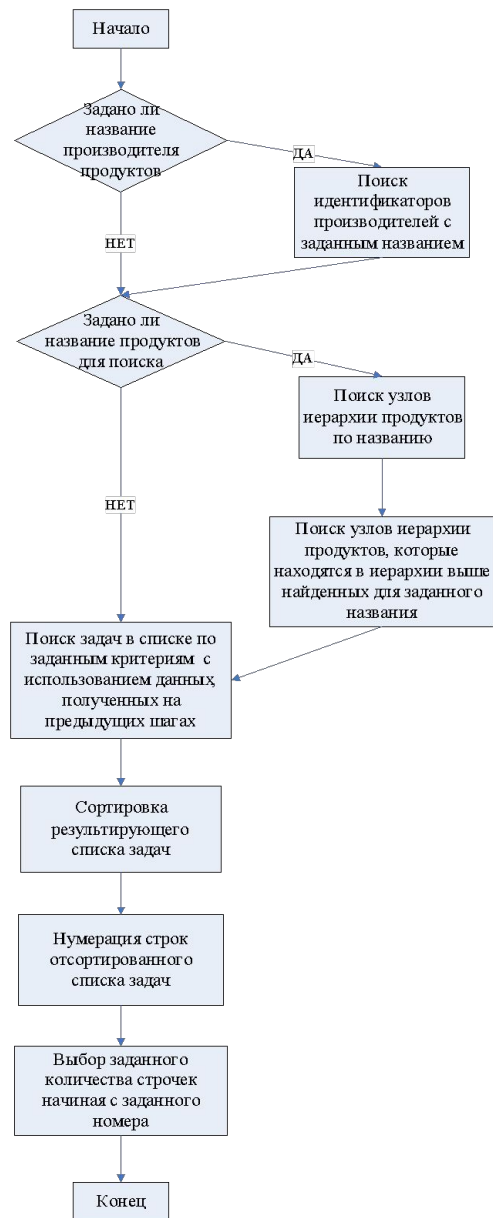 Начало
Задано ли
название
производителя
продуктов
ДА
Поиск
идентификаторов
производителей с
заданным названием
НЕТ
Задано ли
название продуктов
для поиска
ДА
Поиск узлов
иерархии продуктов
по названию
НЕТ
Поиск узлов иерархии
продуктов, которые
находятся в иерархии выше
найденных для заданного
названия
Поиск задач в списке по
заданным критериям с
использованием данных,
полученных на
предыдущих шагах
Сортировка
результирующего
списка задач
Нумерация строк
отсортированного
списка задач
Выбор заданного
количества строчек
начиная с заданного
номера
Конец